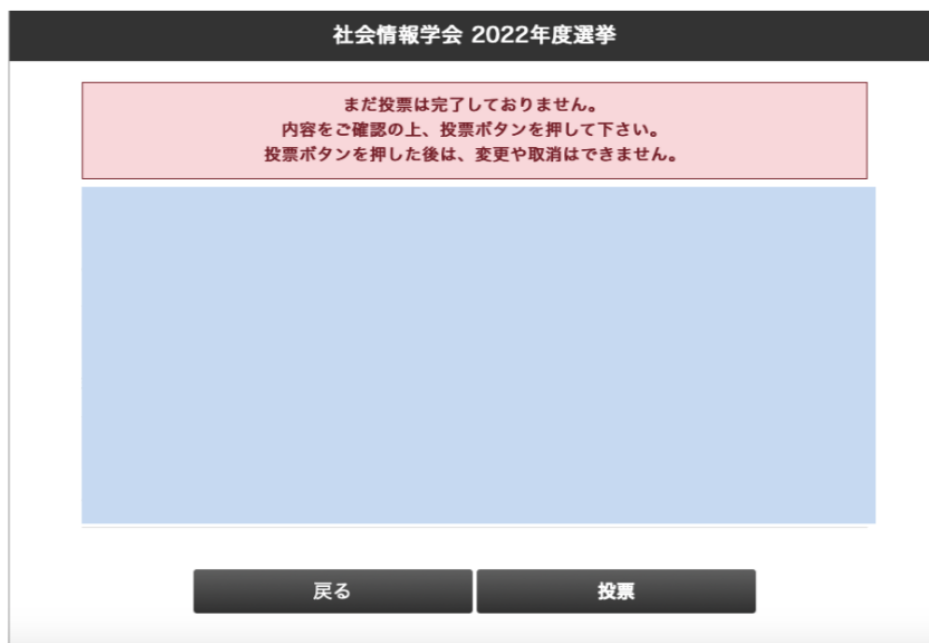 社会情報学会 2022年度選挙
まだ投票は完了しておりません。
内容をご確認の上、投票ボタンを押して下さい。
投票ボタンを押した後は、変更や取消はできません。
戻る
投票